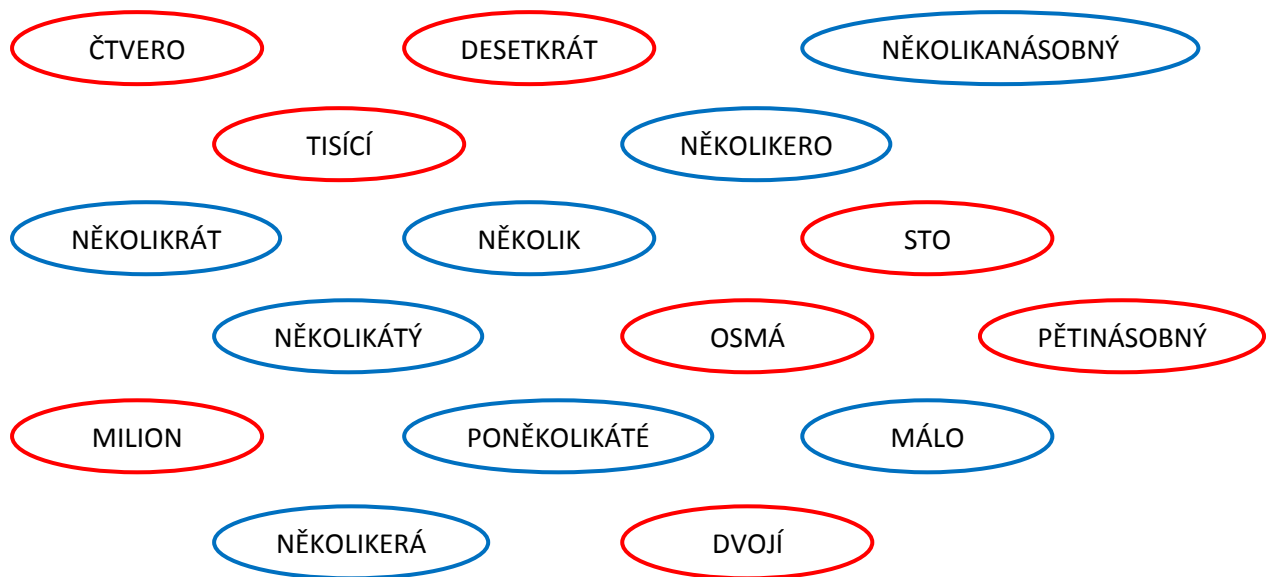 ČTVERO DESETKRÁT NĚKOLIKANÁSOBNÝ
TISÍCÍ NĚKOLIKERO
NĚKOLIKRÁT NĚKOLIK STO
NĚKOLIKÁTÝ OSMÁ PĚTINÁSOBNÝ
MILION PONĚKOLIKÁTÉ MÁLO
NĚKOLIKERÁ DVOJÍ